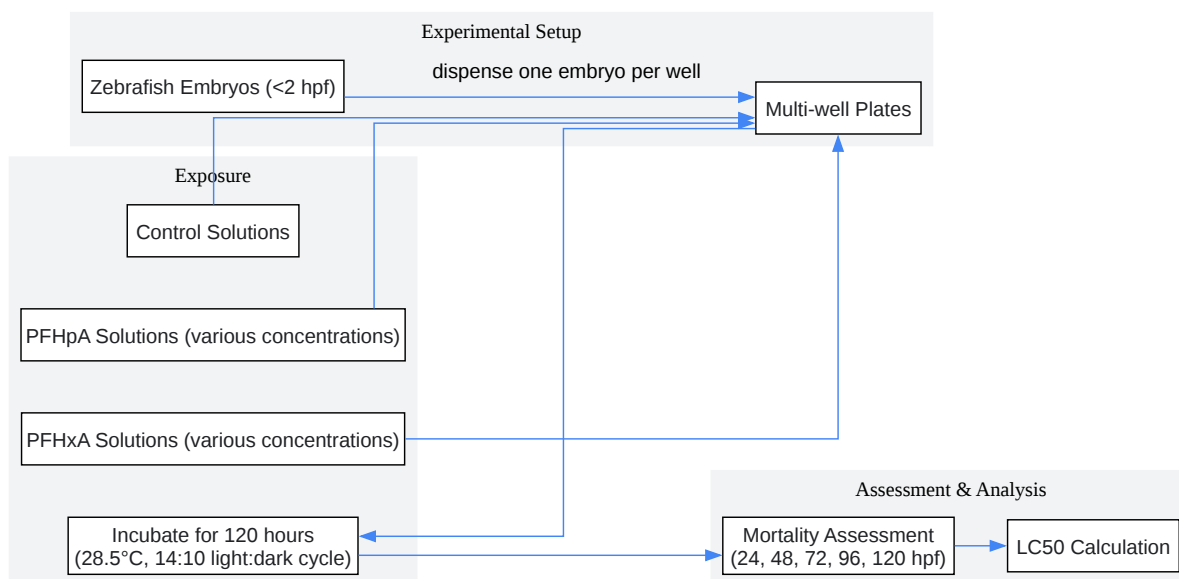 Experimental Setup
Zebrafish Embryos (<2 hpf)
dispense one embryo per well
Multi-well Plates
Exposure
Control Solutions
PFHpA Solutions (various concentrations)
PFHxA Solutions (various concentrations)
Incubate for 120 hours
(28.5°C, 14:10 light:dark cycle)
Assessment & Analysis
Mortality Assessment
(24, 48, 72, 96, 120 hpf)
LC50 Calculation